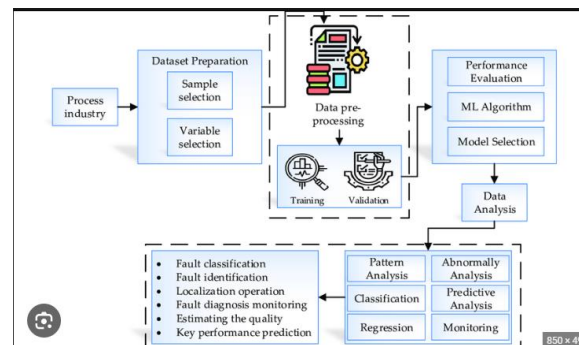 Process
industry
Dataset Preparation
Sample
selection
Variable
selection
Data pre-
processing
Training
Validation
Performance
Evaluation
ML Algorithm
Model Selection
Data
Analysis
Pattern
Analysis
Abnormally
Analysis
Classification
Predictive
Analysis
Regression
Monitoring
• Fault classification
• Fault identification
• Localization operation
• Fault diagnosis monitoring
• Estimating the quality
• Key performance prediction